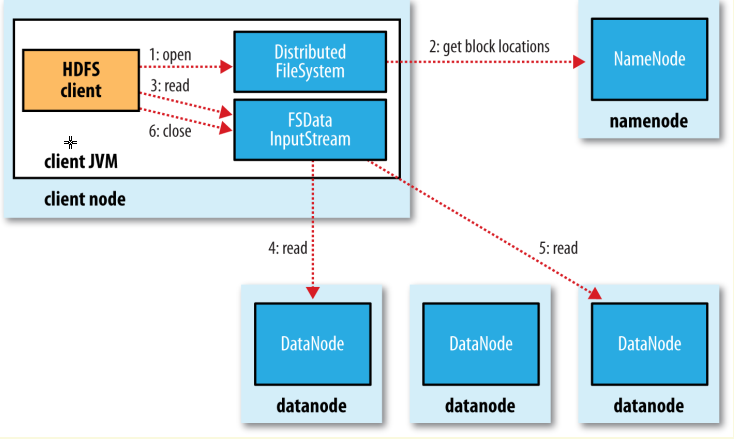 HDFS
client
1: open
3: read
6: close
Distributed
FileSystem
FSData
InputStream
2: get block locations
NameNode
namenode
client JVM
client node
4: read
5: read
DataNode
DataNode
DataNode
datanode
datanode
datanode